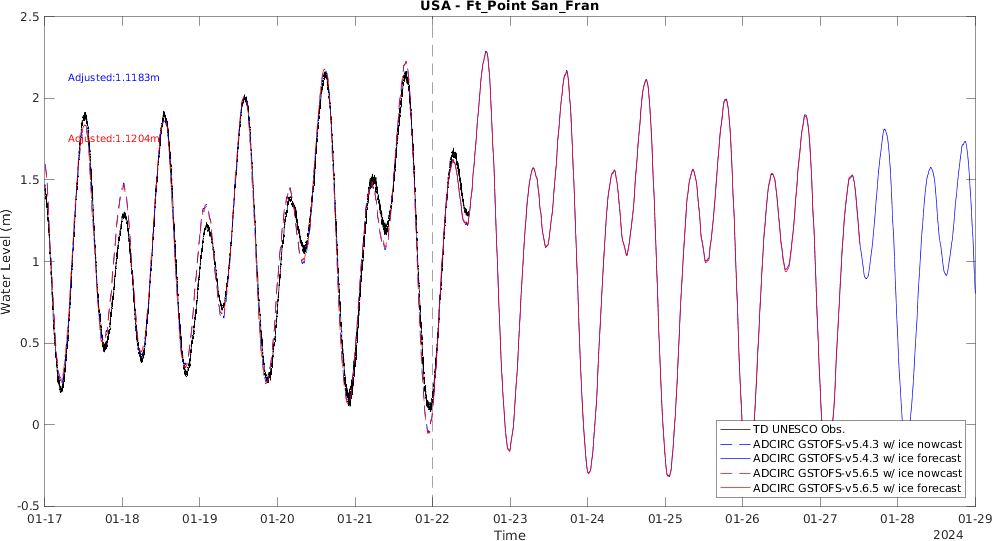 USA - Ft_Point San_Fran
2.5
2
1.5
1
0.5
0
-0.5
Water Level (m)
Adjusted:1.1183m
Adjusted:1.1204m
TD UNESCO Obs.
ADCIRC GSTOFS-v5.4.3 w/ ice nowcast
ADCIRC GSTOFS-v5.4.3 w/ ice forecast
ADCIRC GSTOFS-v5.6.5 w/ ice nowcast
ADCIRC GSTOFS-v5.6.5 w/ ice forecast
01-17 01-18 01-19 01-20 01-21 01-22 01-23 01-24 01-25 01-26 01-27 01-28 01-29
Time
2024